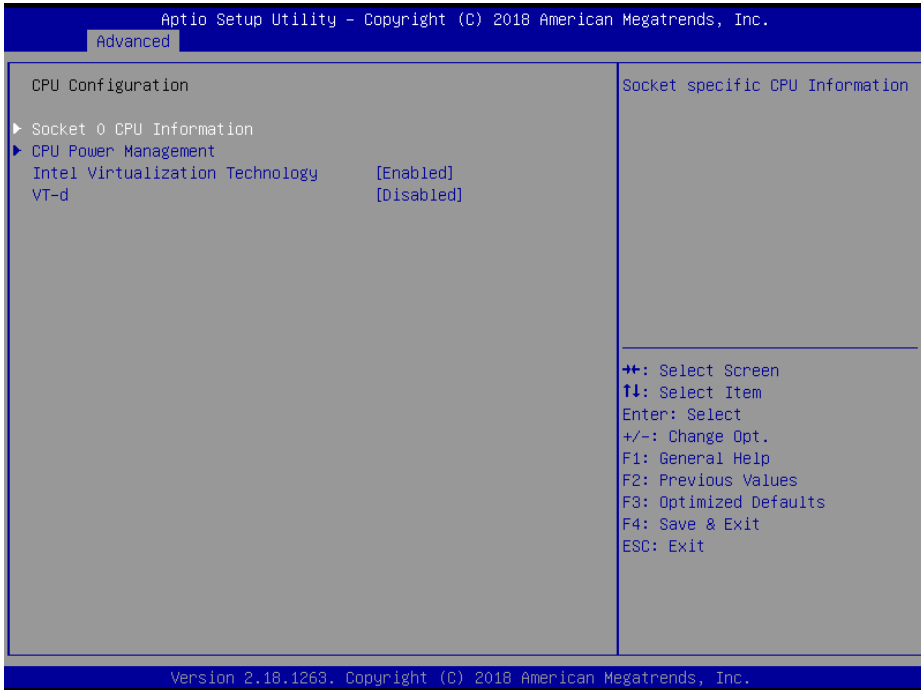 Aptio Setup Utility – Copyright (C) 2018 American Megatrends, Inc.
Advanced
CPU Configuration
Socket 0 CPU Information
CPU Power Management
Intel Virtualization Technology [Enabled]
VT-d [Disabled]
Socket specific CPU Information
→←: Select Screen
↑↓: Select Item
Enter: Select
+/-: Change Opt.
F1: General Help
F2: Previous Values
F3: Optimized Defaults
F4: Save & Exit
ESC: Exit
Version 2.18.1263. Copyright (C) 2018 American Megatrends, Inc.